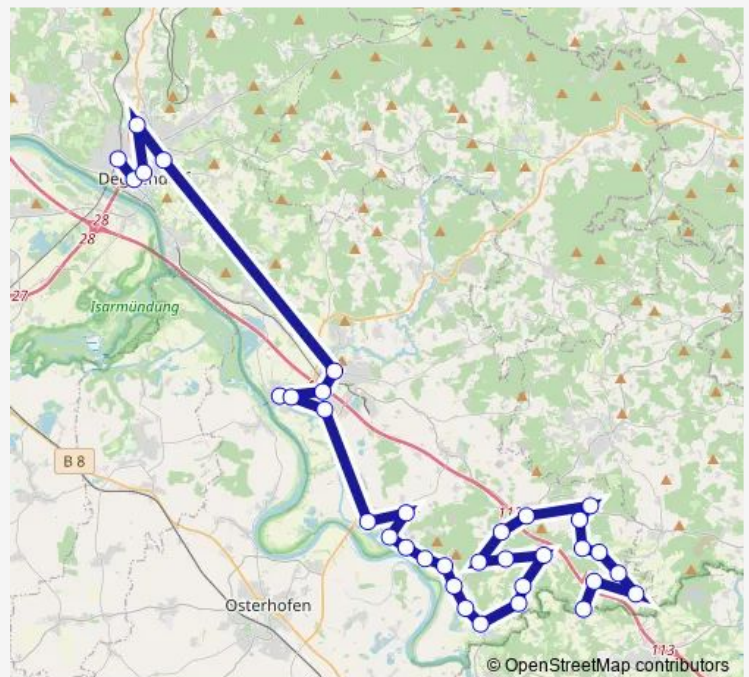 28
28
27
Isarmündung
B 8
Osterhofen
113
© OpenStreetMap contributors